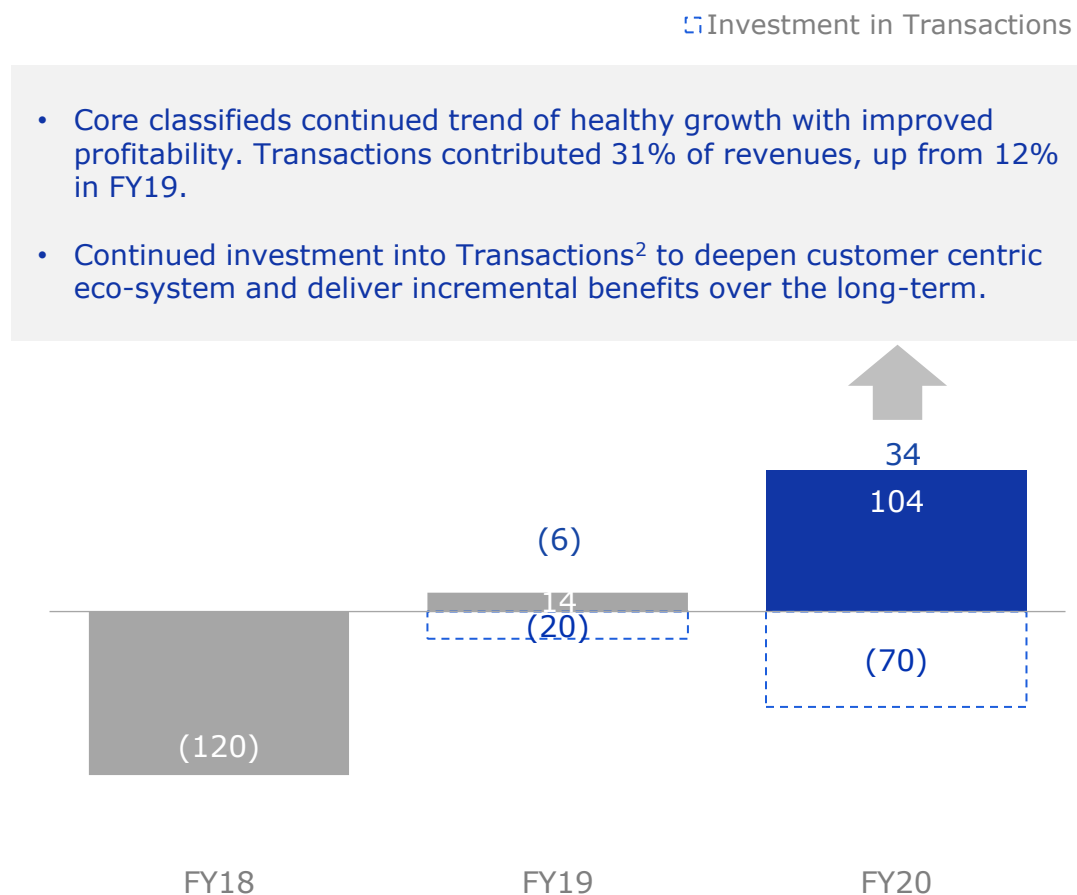 Investment in Transactions
• Core classifieds continued trend of healthy growth with improved
profitability. Transactions contributed 31% of revenues, up from 12%
in FY19.
• Continued investment into Transactions² to deepen customer centric
eco-system and deliver incremental benefits over the long-term.
34
104
(6)
14
(20)
(70)
(120)
FY18 FY19 FY20